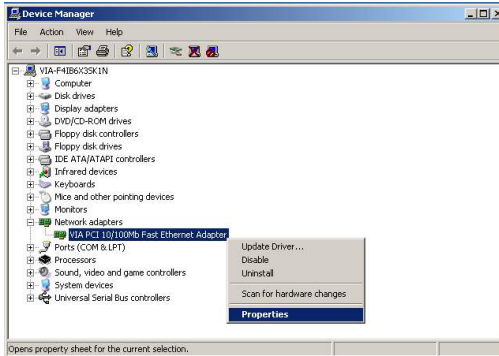 Device Manager
File Action View Help
VIA-F4IB6X35K1N
Computer
Disk drives
Display adapters
DVD/CD-ROM drives
Floppy disk controllers
Floppy disk drives
IDE ATA/ATAPI controllers
Infrared devices
Keyboards
Mice and other pointing devices
Monitors
Network adapters
VIA PCI 10/100Mb Fast Ethernet Adapter
Ports (COM & LPT)
Processors
Sound, video and game controllers
System devices
Universal Serial Bus controllers
Update Driver...
Disable
Uninstall
Scan for hardware changes
Properties
Opens property sheet for the current selection.